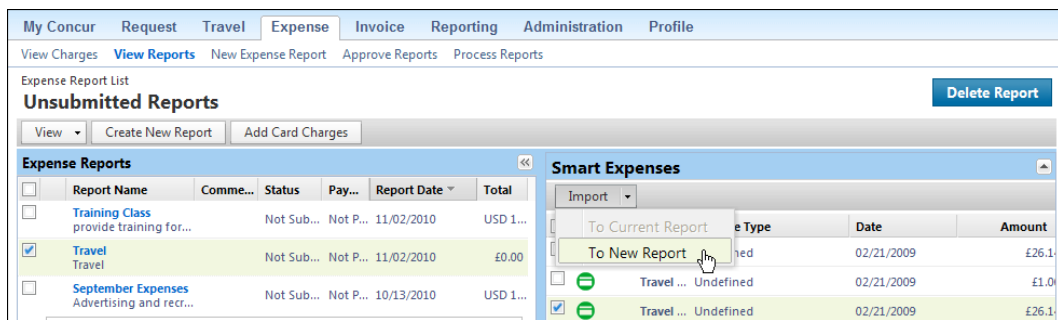 My Concur Request Travel Expense Invoice Reporting Administration Profile
View Charges View Reports New Expense Report Approve Reports Process Reports
Expense Report List
Unsubmitted Reports
Delete Report
View Create New Report Add Card Charges
Expense Reports
Report Name Comme... Status Pay... Report Date Total
Training Class
provide training for...
Not Sub... Not P... 11/02/2010 USD 1...
Travel
Travel
Not Sub... Not P... 11/02/2010 £0.00
September Expenses
Advertising and recr...
Not Sub... Not P... 10/13/2010 USD 1...
Smart Expenses
Import
To Current Report
To New Report
Type Date Amount
02/21/2009 £26.1
Travel ... Undefined 02/21/2009 £1.0
Travel ... Undefined 02/21/2009 £26.1